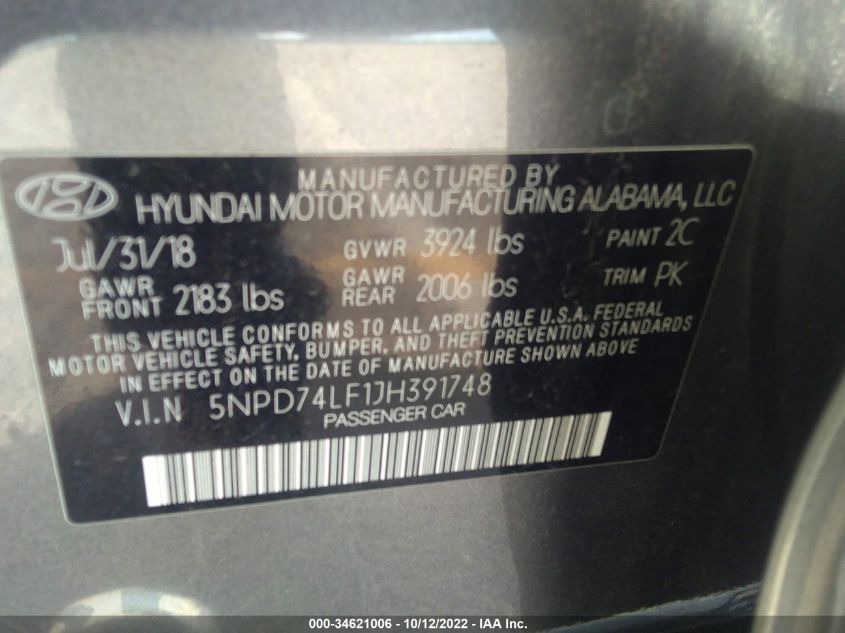 MANUFACTURED BY
HYUNDAI MOTOR MANUFACTURING ALABAMA, LLC
Jul/31/18 GVWR 3924 lbs PAINT 2C
GAWR FRONT 2183 lbs GAWR REAR 2006 lbs TRIM PK
THIS VEHICLE CONFORMS TO ALL APPLICABLE U.S.A. FEDERAL
MOTOR VEHICLE SAFETY, BUMPER, AND THEFT PREVENTION STANDARDS
IN EFFECT ON THE DATE OF MANUFACTURE SHOWN ABOVE
V.I.N 5NPD74LF1JH391748
PASSENGER CAR
000-34621006 - 10/12/2022 - IAA Inc.